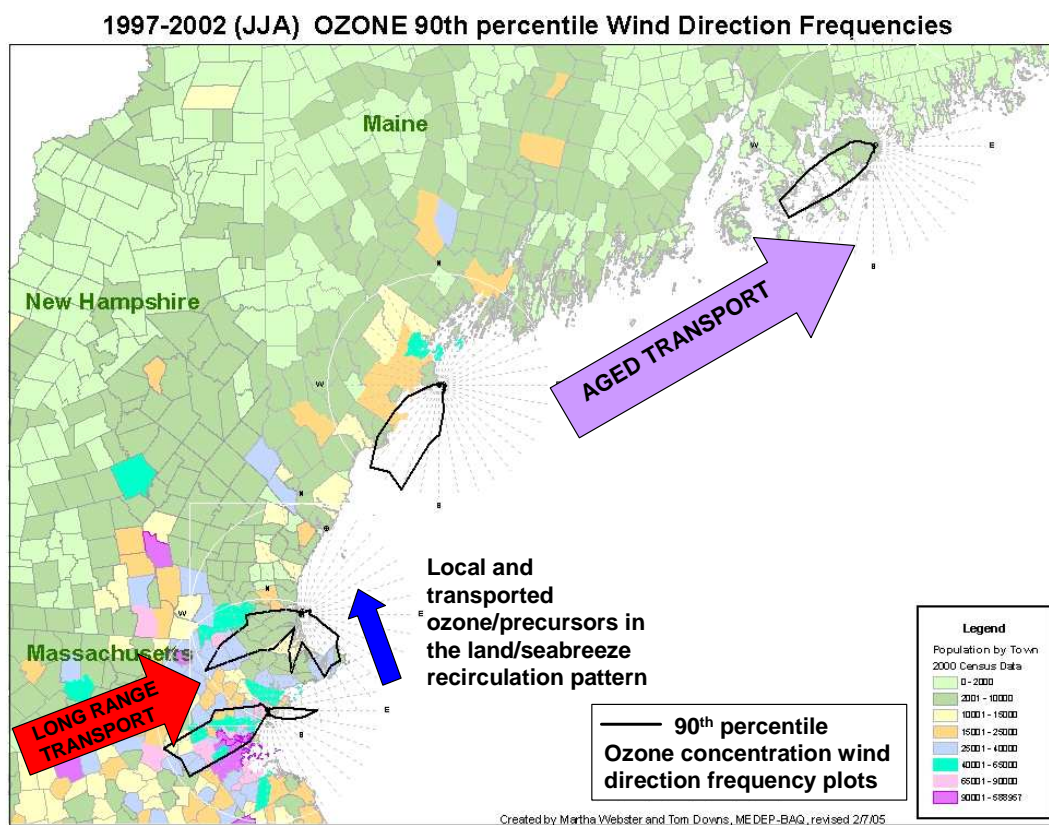 1997-2002 (JJA) OZONE 90th percentile Wind Direction Frequencies
Maine
New Hampshire
Massachusetts
W
E
S
N
W
S
N
W
E
N
E
S
AGED TRANSPORT
LONG RANGE
TRANSPORT
Local and
transported
ozone/precursors in
the land/seabreeze
recirculation pattern
90th percentile
Ozone concentration wind
direction frequency plots
Legend
Population by Town
2000 Census Data
0 - 2000
2001 - 10000
10001 - 15000
15001 - 25000
25001 - 40000
40001 - 65000
65001 - 90000
90001 - 588957
Created by Martha Webster and Tom Downs, MEDEP-BAQ, revised 2/7/05